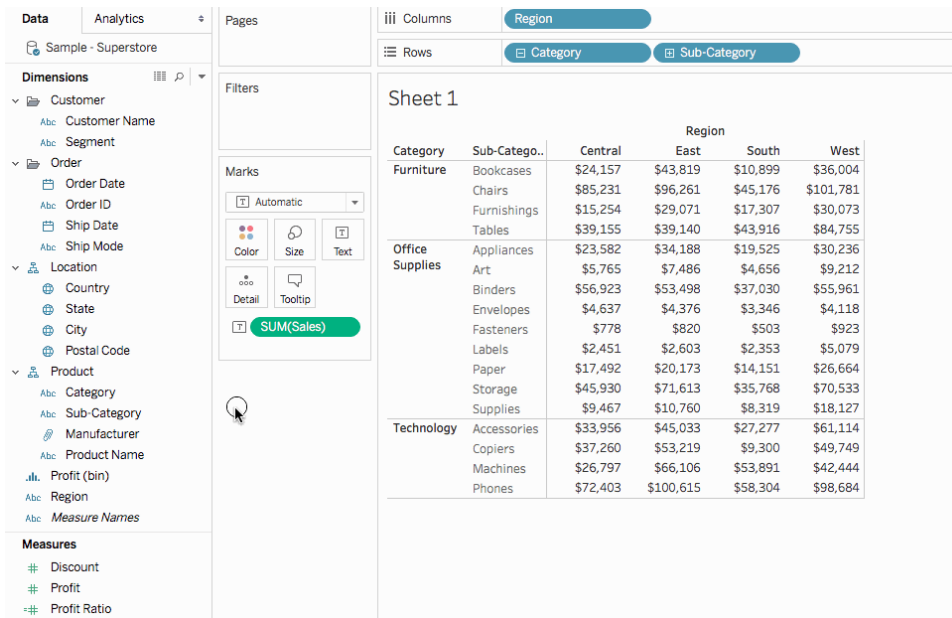 Data Analytics
Sample - Superstore
Dimensions
Customer
Abc Customer Name
Abc Segment
Order
Order Date
Abc Order ID
Ship Date
Abc Ship Mode
Location
Country
State
City
Postal Code
Product
Abc Category
Abc Sub-Category
Manufacturer
Abc Product Name
Profit (bin)
Abc Region
Abc Measure Names
Measures
# Discount
# Profit
=# Profit Ratio
Pages
Filters
Marks
T Automatic
Color Size T Text
Detail Tooltip
T SUM(Sales)
iii Columns Region
Rows Category Sub-Category
Sheet 1
Region
Category Sub-Catego.. Central East South West
Furniture Bookcases $24,157 $43,819 $10,899 $36,004
Chairs $85,231 $96,261 $45,176 $101,781
Furnishings $15,254 $29,071 $17,307 $30,073
Tables $39,155 $39,140 $43,916 $84,755
Office Supplies Appliances $23,582 $34,188 $19,525 $30,236
Art $5,765 $7,486 $4,656 $9,212
Binders $56,923 $53,498 $37,030 $55,961
Envelopes $4,637 $4,376 $3,346 $4,118
Fasteners $778 $820 $503 $923
Labels $2,451 $2,603 $2,353 $5,079
Paper $17,492 $20,173 $14,151 $26,664
Storage $45,930 $71,613 $35,768 $70,533
Supplies $9,467 $10,760 $8,319 $18,127
Technology Accessories $33,956 $45,033 $27,277 $61,114
Copiers $37,260 $53,219 $9,300 $49,749
Machines $26,797 $66,106 $53,891 $42,444
Phones $72,403 $100,615 $58,304 $98,684